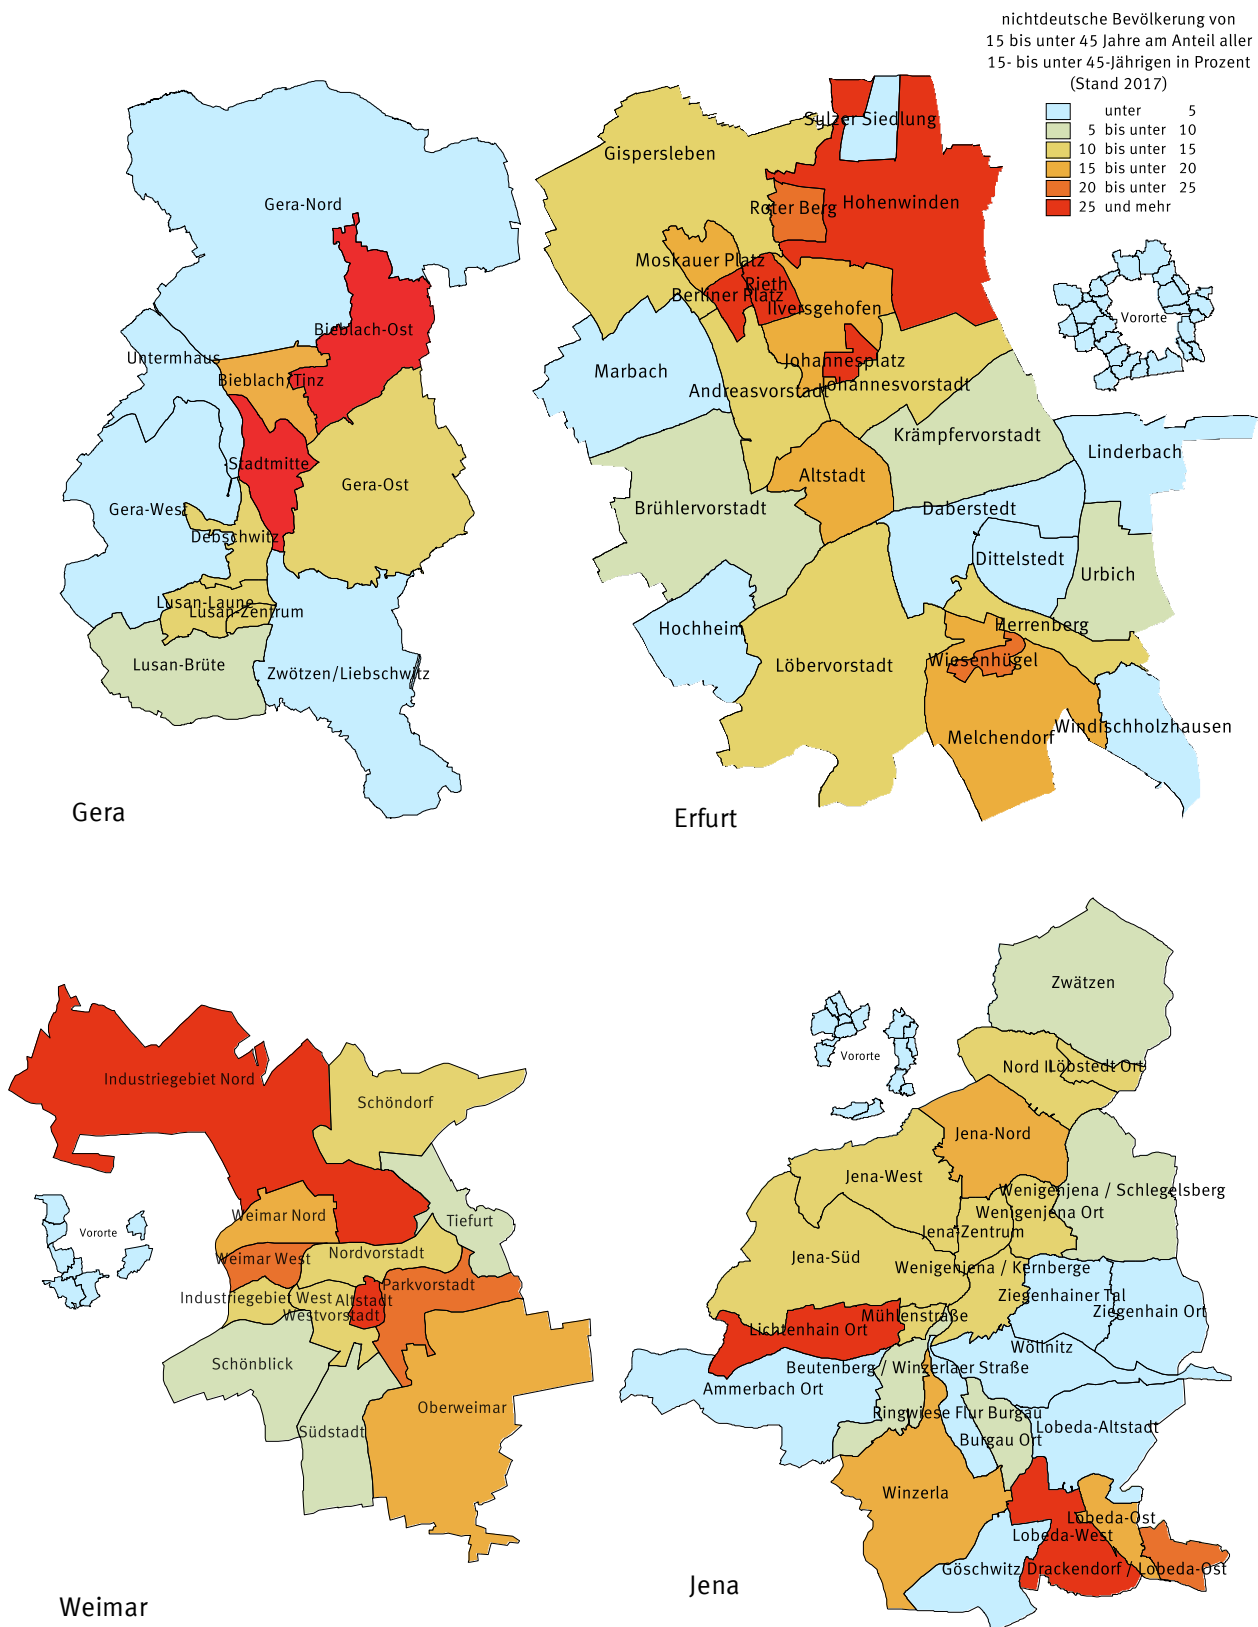 nichtdeutsche Bevölkerung von
15 bis unter 45 Jahre am Anteil aller
15- bis unter 45-Jährigen in Prozent
(Stand 2017)
unter 5
5 bis unter 10
10 bis unter 15
15 bis unter 20
20 bis unter 25
25 und mehr
Vororte
Gera-Nord
Bieblach-Ost
Untermhaus
Bieblach/Tinz
-Stadtmitte
Gera-Ost
Gera-West
Debschwitz
Lusan-Laune
Lusan-Zentrum
Lusan-Brüte
Zwötzen/Liebschwitz
Gera
Sulzer Siedlung
Gispersleben
Hohenwinden
Roter Berg
Moskauer Platz
Rieth
Berliner Platz
Ilversgehofen
Johannesplatz
Marbach
Andreasvorstadt
Johannesvorstadt
Krämpfervorstadt
Linderbach
Altstadt
Brühlervorstadt
Daberstedt
Dittelstedt
Urbich
Hochheim
Herrenberg
Löbervorstadt
Wiesenhügel
Melchendorf
Windischholzhausen
Erfurt
Industriegebiet Nord
Schöndorf
Weimar Nord
Tiefurt
Vororte
Weimar West
Nordvorstadt
Parkvorstadt
Industriegebiet West
Altstadt
Westvorstadt
Schönblick
Oberweimar
Südstadt
Weimar
Zwätzen
Vororte
Nord II
Löbstedt Ort
Jena-Nord
Jena-West
Wenigenjena / Schlegelsberg
Wenigenjena Ort
Jena-Zentrum
Jena-Süd
Wenigenjena / Kernberge
Ziegenhainer Tal
Ziegenhain Ort
Mühlenstraße
Lichtenhain Ort
Wöllnitz
Beutenberg / Winzerlaer Straße
Ammerbach Ort
Ringwiese Flur Burgau
Lobeda-Altstadt
Burgau Ort
Winzerla
Lobeda-Ost
Lobeda-West
Göschwitz
Drackendorf / Lobeda-Ost
Jena